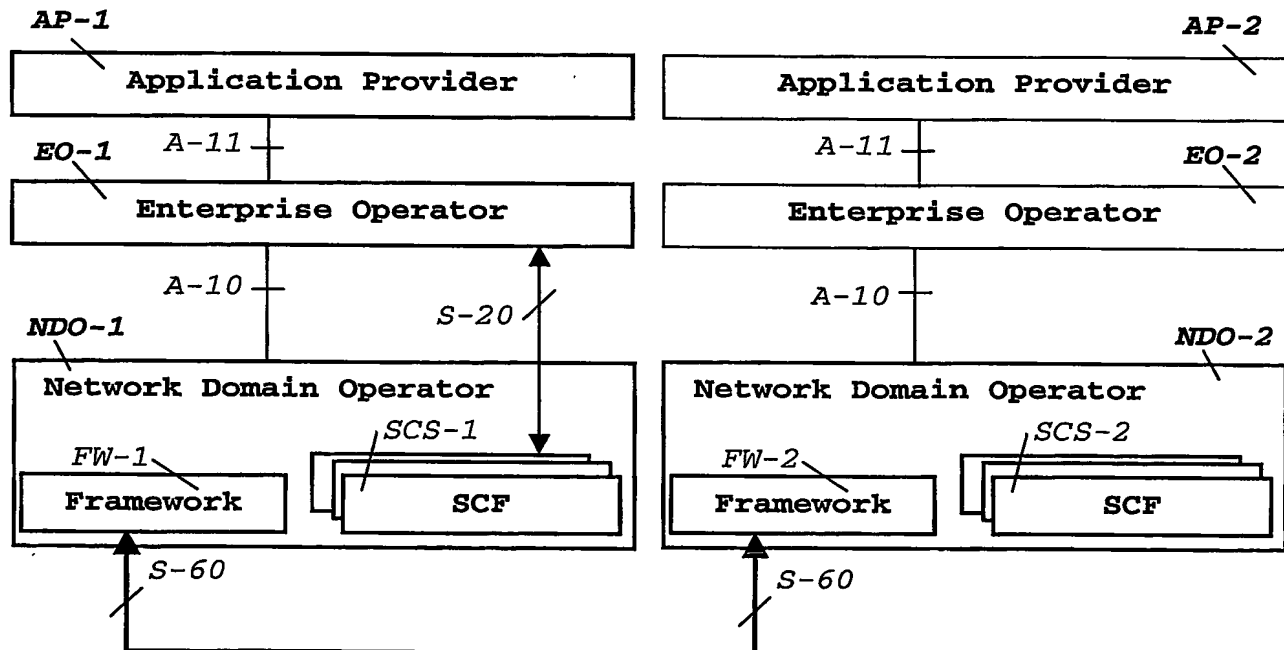 AP-1
AP-2
Application Provider
Application Provider
A-11
A-11
EO-1
EO-2
Enterprise Operator
Enterprise Operator
A-10
A-10
S-20
NDO-1
NDO-2
Network Domain Operator
Network Domain Operator
SCS-1
SCS-2
FW-1
FW-2
Framework
SCF
Framework
SCF
S-60
S-60